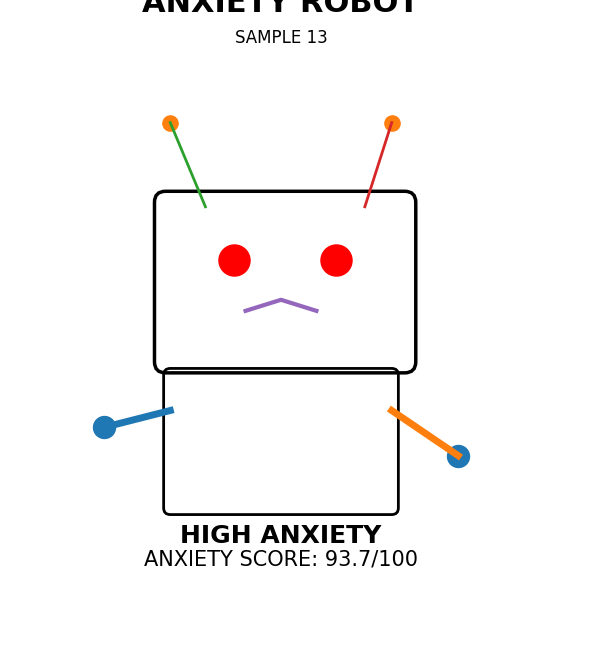 ANXIETY ROBOT
SAMPLE 13
HIGH ANXIETY
ANXIETY SCORE: 93.7/100